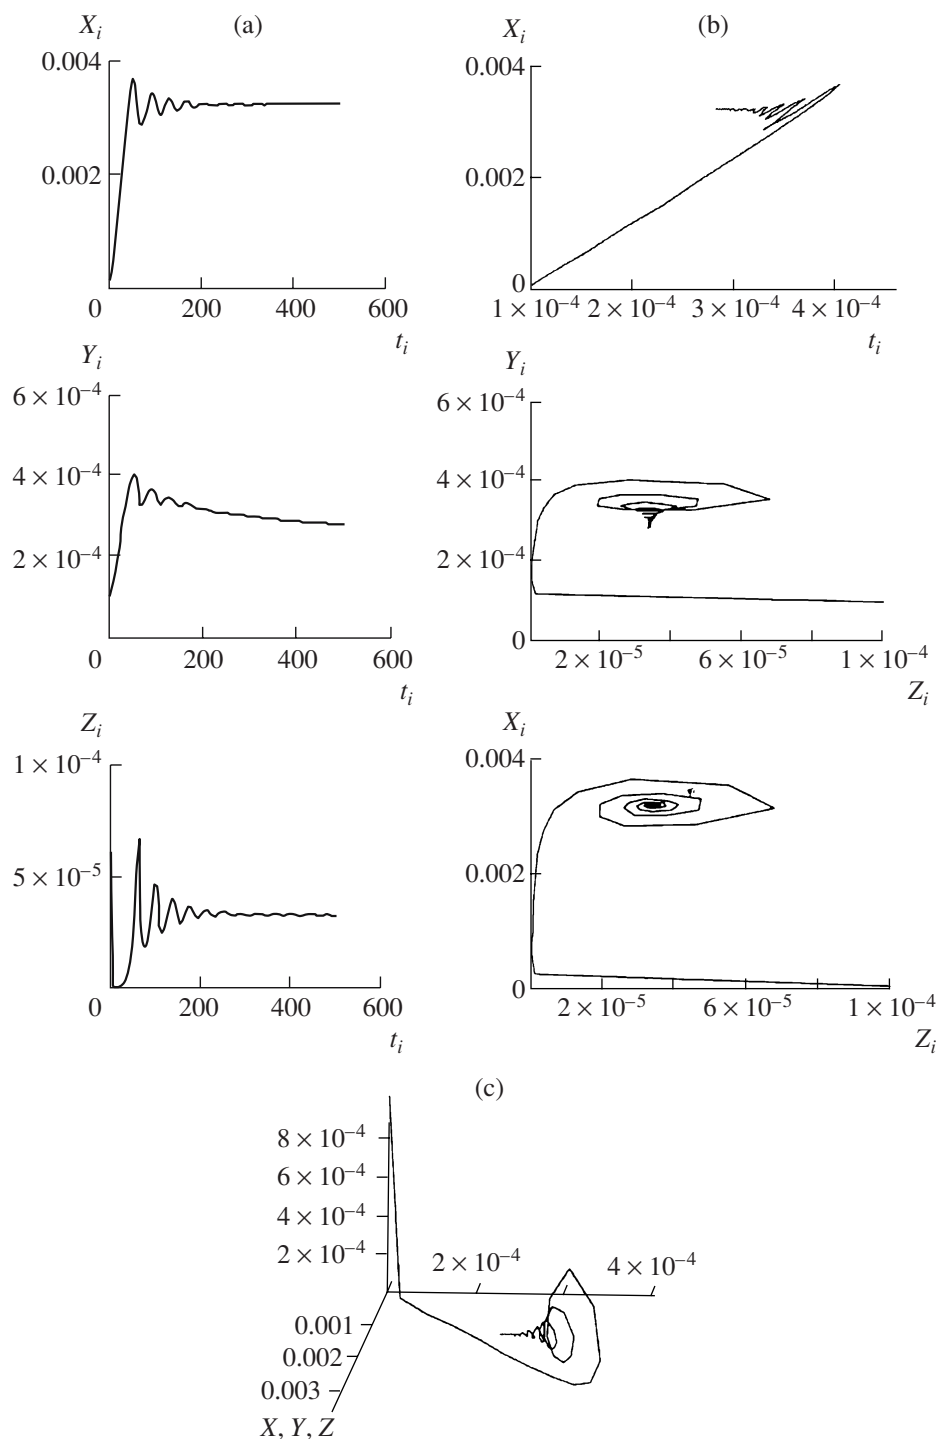 (a)
X_i
0.004
0.002
0 200 400 600
t_i
Y_i
6 × 10⁻⁴
4 × 10⁻⁴
2 × 10⁻⁴
0 200 400 600
t_i
Z_i
1 × 10⁻⁴
5 × 10⁻⁵
0 200 400 600
t_i
(b)
X_i
0.004
0.002
0
1 × 10⁻⁴ 2 × 10⁻⁴ 3 × 10⁻⁴ 4 × 10⁻⁴
t_i
Y_i
6 × 10⁻⁴
4 × 10⁻⁴
2 × 10⁻⁴
0
2 × 10⁻⁵ 6 × 10⁻⁵ 1 × 10⁻⁴
Z_i
X_i
0.004
0.002
0
2 × 10⁻⁵ 6 × 10⁻⁵ 1 × 10⁻⁴
Z_i
(c)
8 × 10⁻⁴
6 × 10⁻⁴
4 × 10⁻⁴
2 × 10⁻⁴
2 × 10⁻⁴ 4 × 10⁻⁴
0.001
0.002
0.003
X, Y, Z